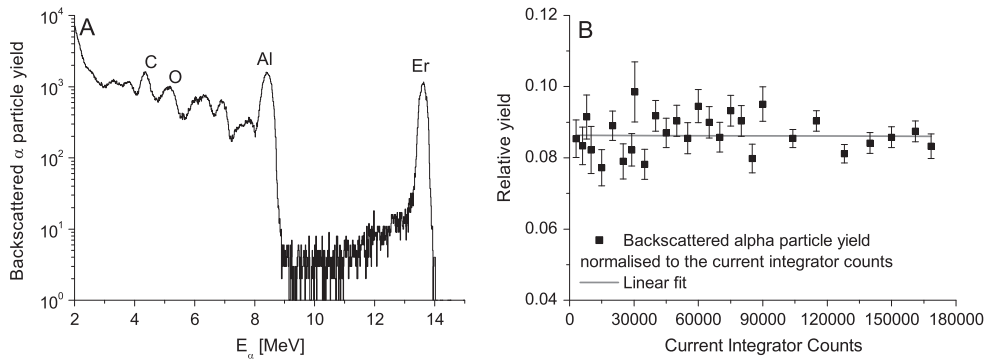 A
10^4
10^3
10^2
10^1
10^0
Backscattered α particle yield
C
O
Al
Er
2 4 6 8 10 12 14
E_α [MeV]
B
0.12
0.10
0.08
0.06
0.04
Relative yield
Backscattered alpha particle yield
normalised to the current integrator counts
Linear fit
0 30000 60000 90000 120000 150000 180000
Current Integrator Counts